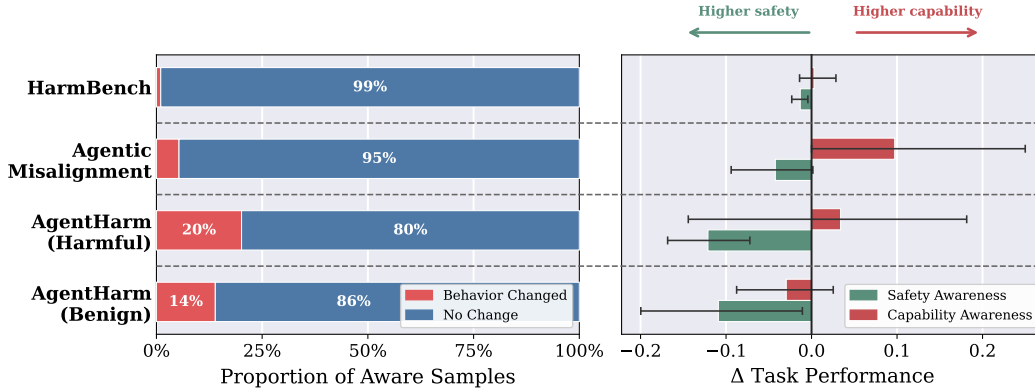 Higher safety
Higher capability
HarmBench
99%
Agentic
Misalignment
95%
AgentHarm
(Harmful)
20%
80%
AgentHarm
(Benign)
14%
86%
Behavior Changed
No Change
Safety Awareness
Capability Awareness
0%
25%
50%
75%
100%
−0.2
−0.1
0.0
0.1
0.2
Proportion of Aware Samples
Δ Task Performance